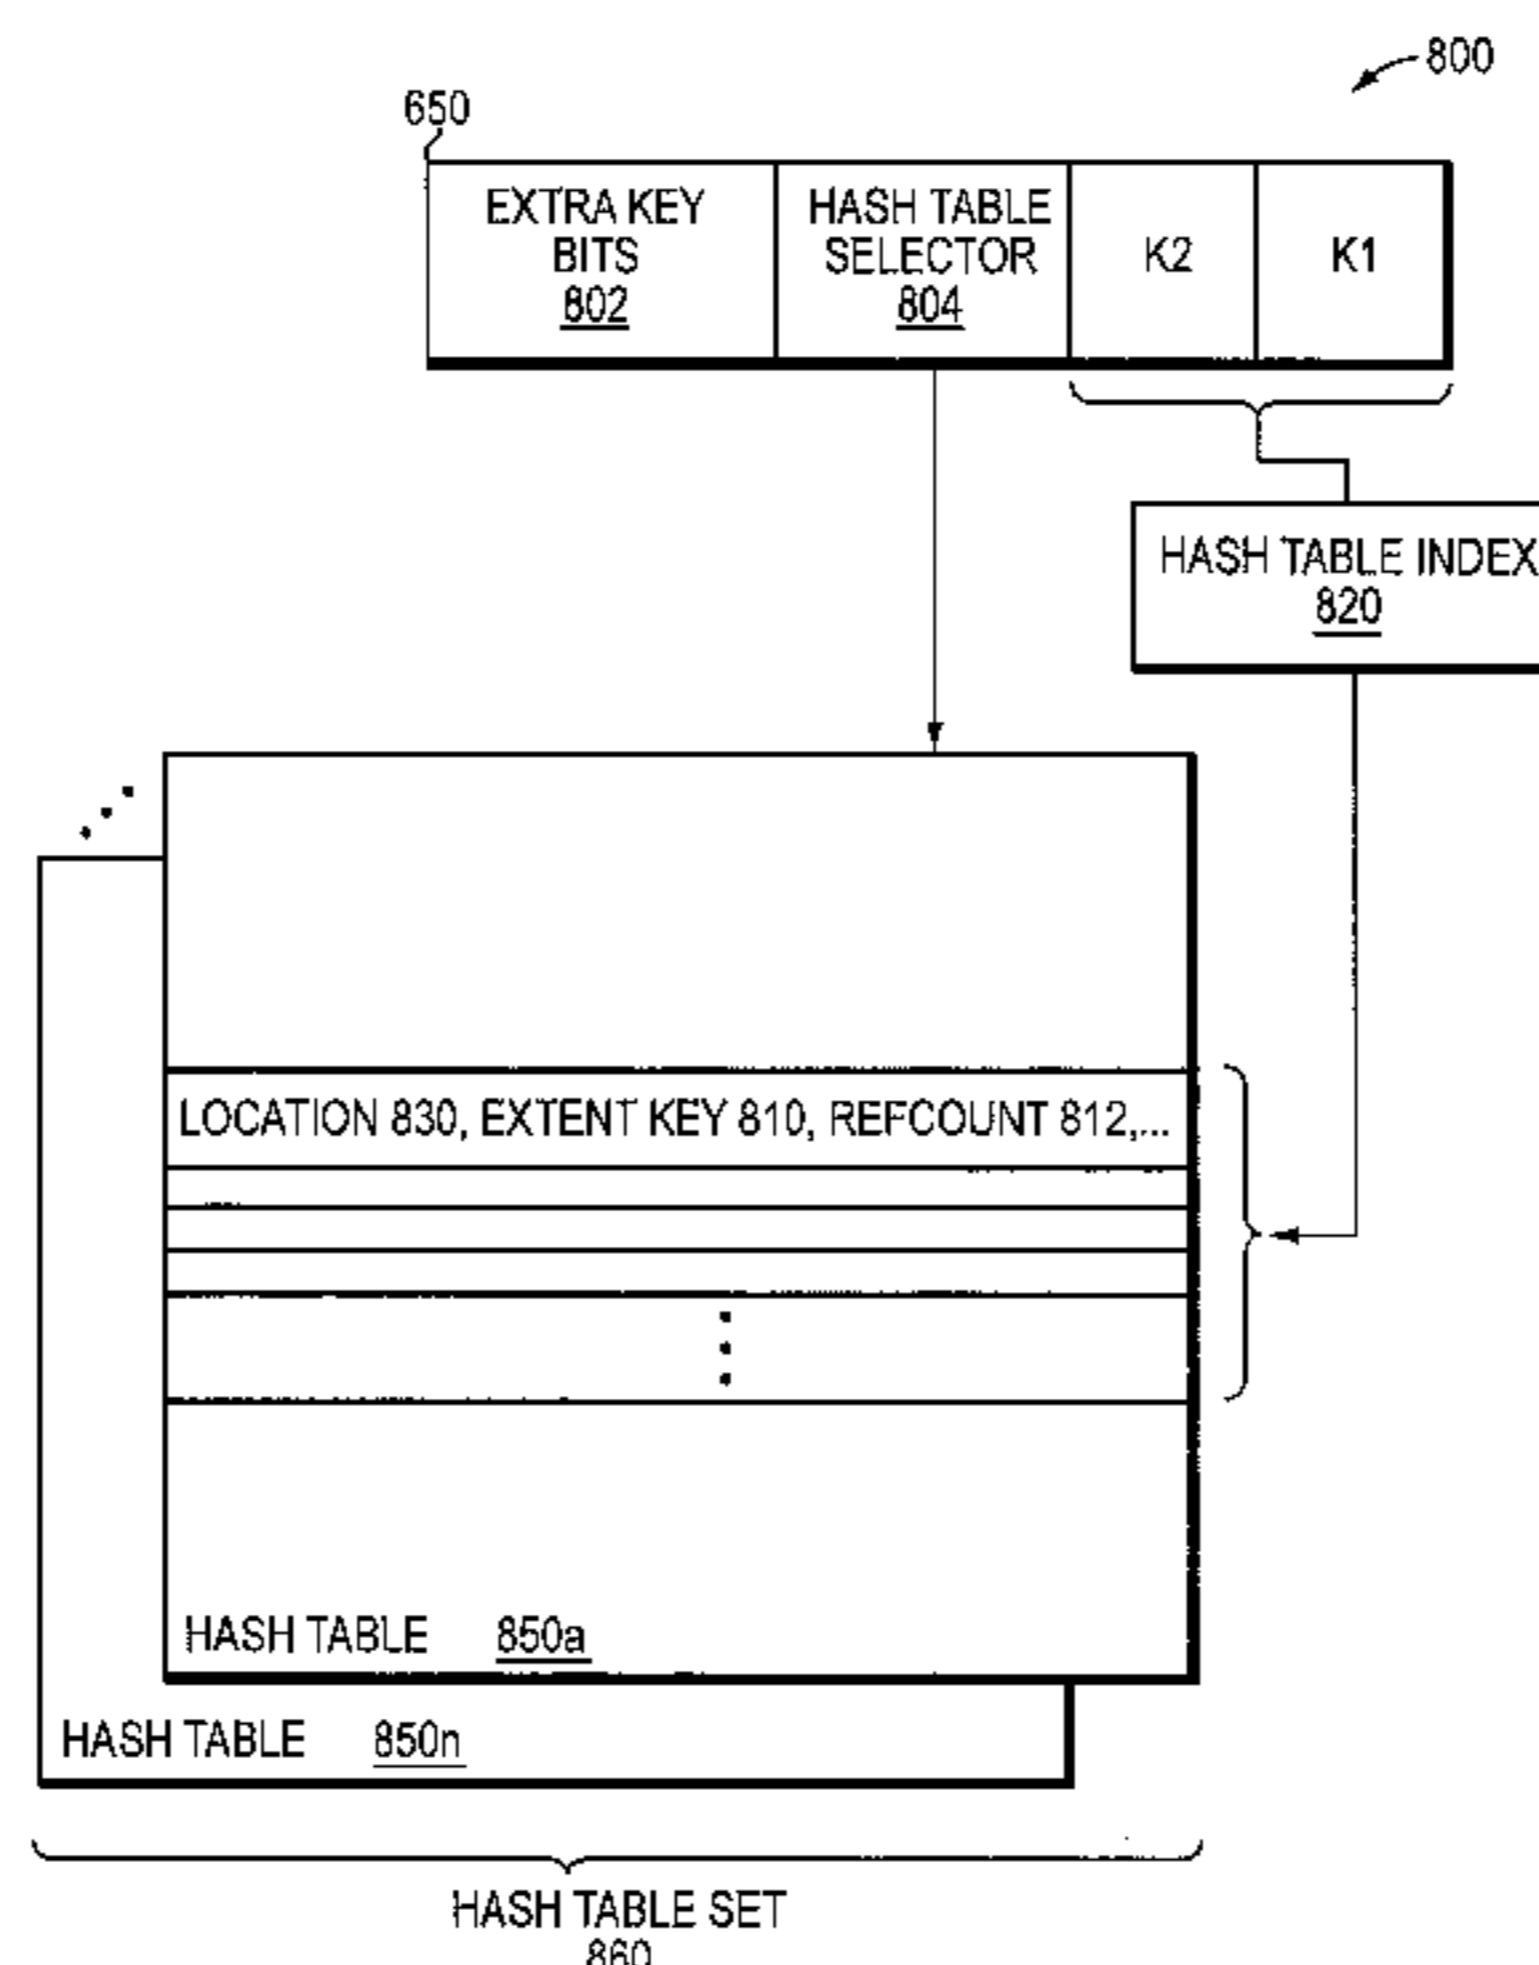 800
650
EXTRA KEY
BITS
802
HASH TABLE
SELECTOR
804
K2
K1
HASH TABLE INDEX
820
LOCATION 830, EXTENT KEY 810, REFCOUNT 812,...
HASH TABLE 850a
HASH TABLE 850n
HASH TABLE SET
860